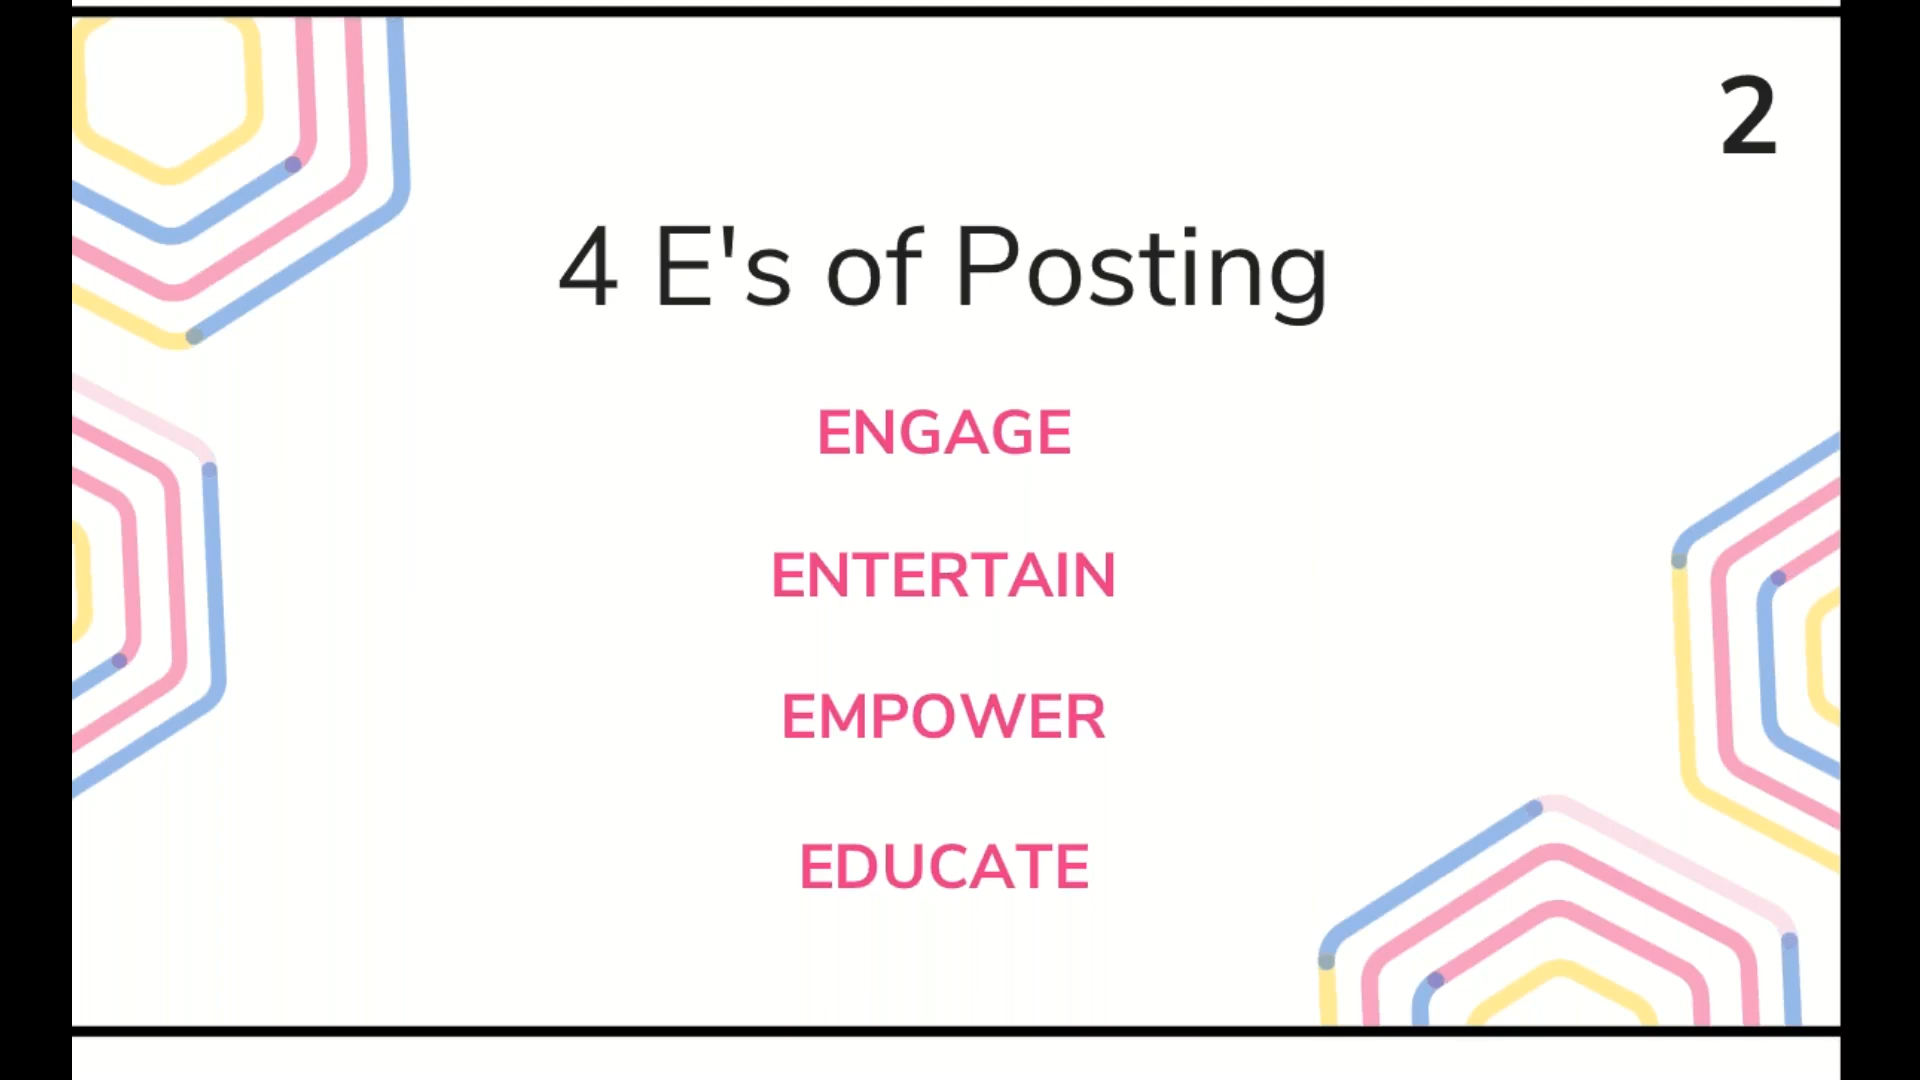 2
4 E's of Posting
ENGAGE
ENTERTAIN
EMPOWER
EDUCATE